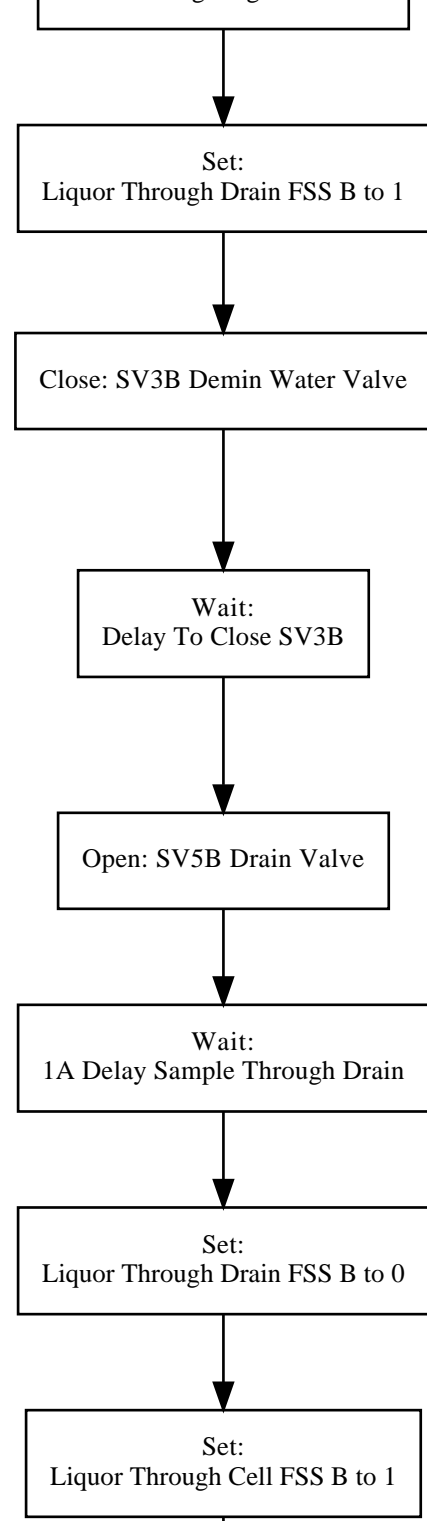 Set:
Liquor Through Drain FSS B to 1
Close: SV3B Demin Water Valve
Wait:
Delay To Close SV3B
Open: SV5B Drain Valve
Wait:
1A Delay Sample Through Drain
Set:
Liquor Through Drain FSS B to 0
Set:
Liquor Through Cell FSS B to 1